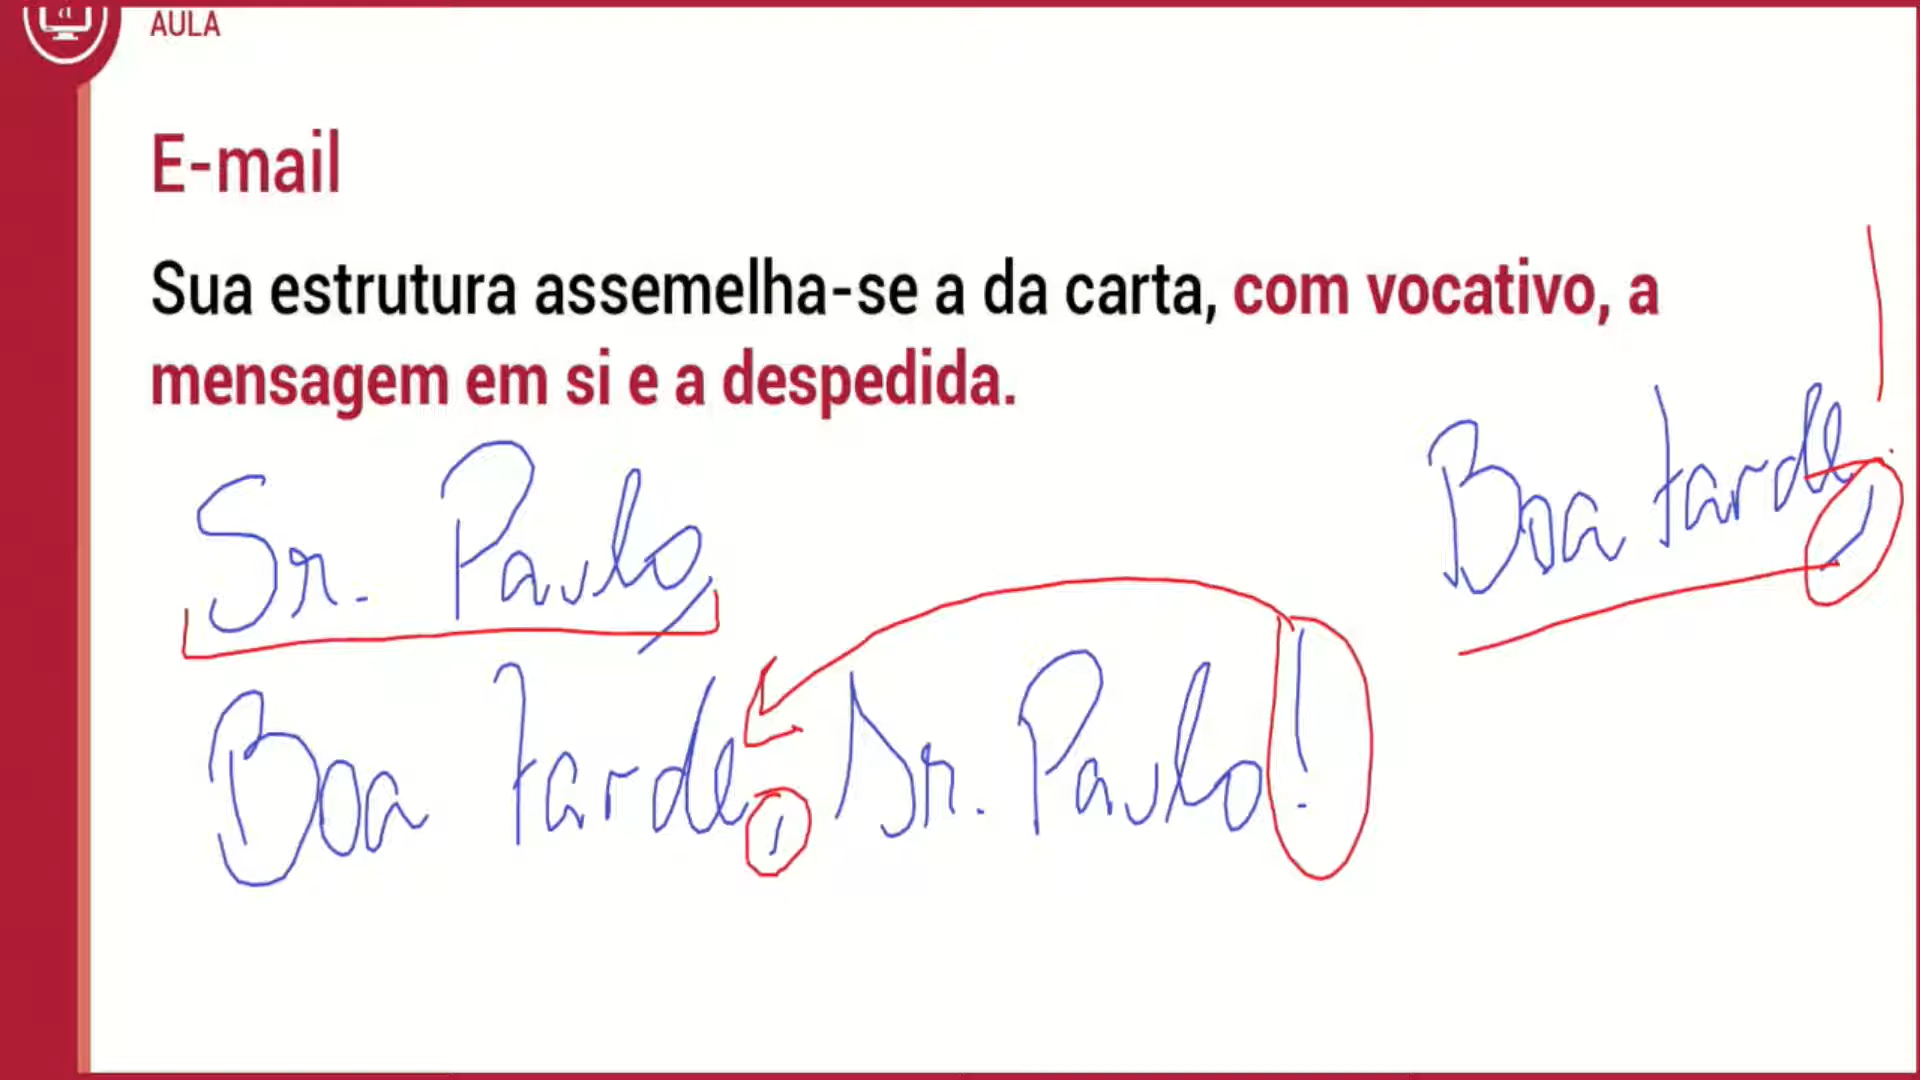 AULA
E-mail
Sua estrutura assemelha-se a da carta, com vocativo, a
mensagem em si e a despedida.
Boa tarde,
Sr. Paulo,
Boa tarde, Sr. Paulo!